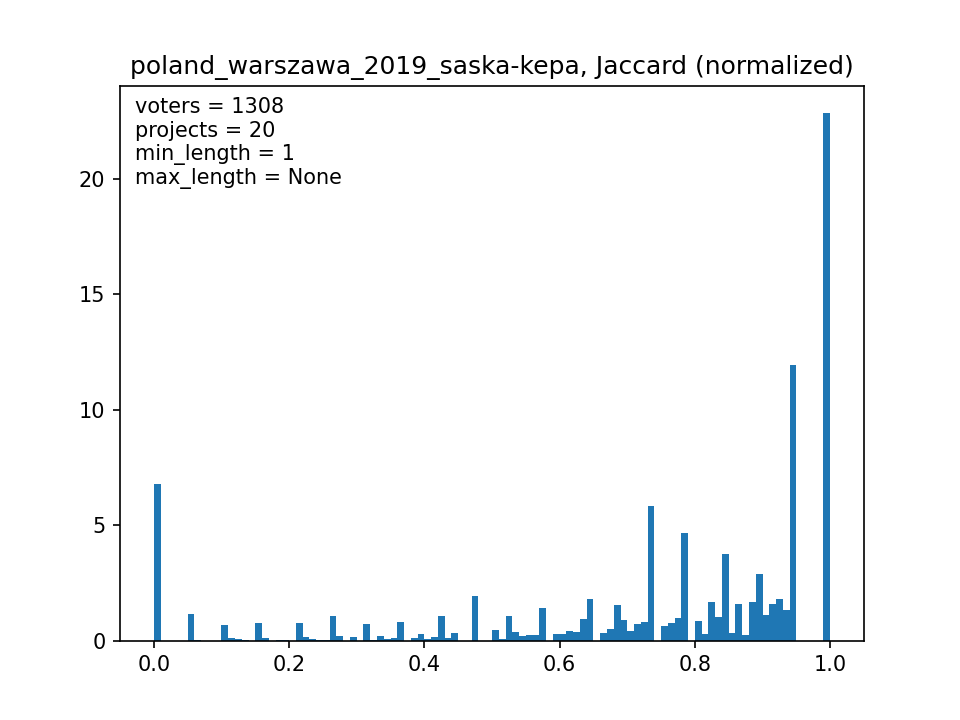 poland_warszawa_2019_saska-kepa, Jaccard (normalized)
voters = 1308
projects = 20
min_length = 1
max_length = None
20
15
10
5
0
0.0 0.2 0.4 0.6 0.8 1.0